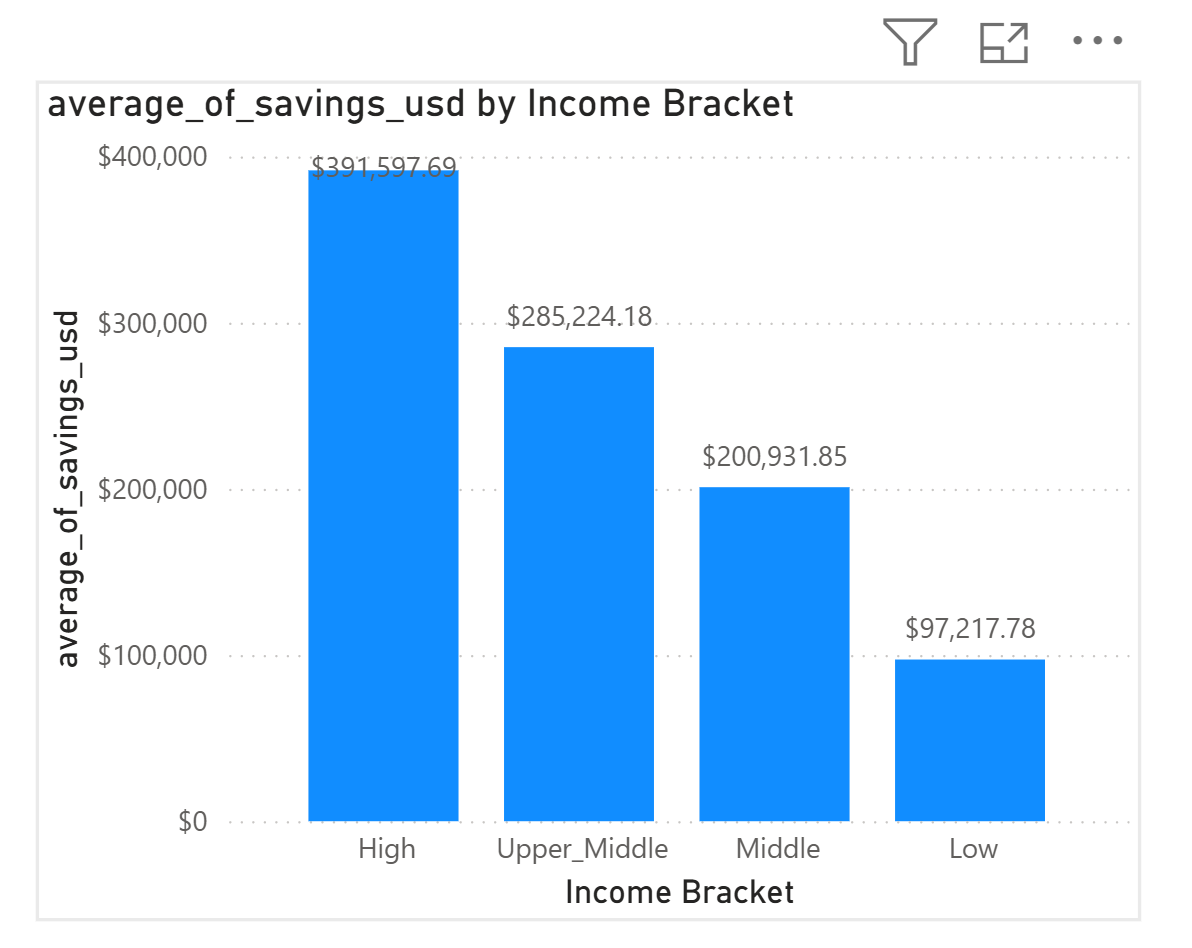 average_of_savings_usd by Income Bracket
average_of_savings_usd
$400,000
$300,000
$200,000
$100,000
$0
$391,597.69
$285,224.18
$200,931.85
$97,217.78
High
Upper_Middle
Middle
Low
Income Bracket